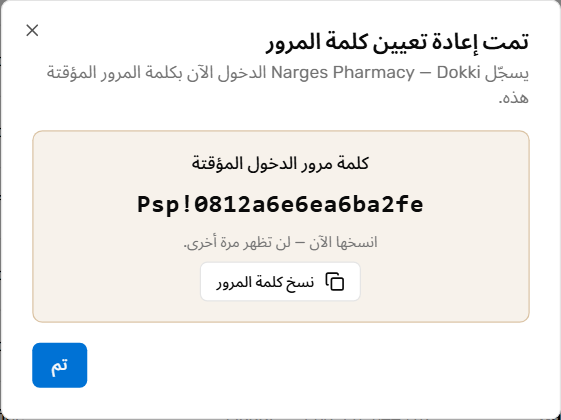 تمت إعادة تعيين كلمة المرور
يسجّل Narges Pharmacy — Dokki الدخول الآن بكلمة المرور المؤقتة
هذه.
كلمة مرور الدخول المؤقتة
Psp!0812a6e6ea6ba2fe
انسخها الآن — لن تظهر مرة أخرى.
نسخ كلمة المرور
تم